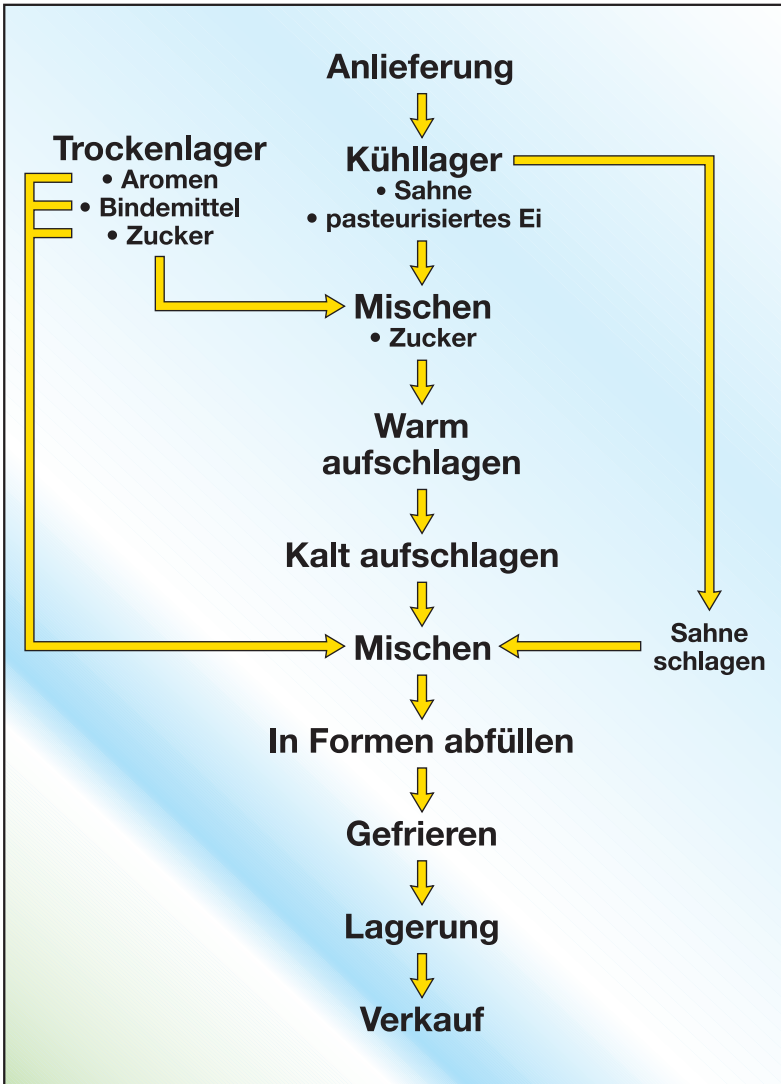 Anlieferung
Trockenlager
• Aromen
• Bindemittel
• Zucker
Kühllager
• Sahne
• pasteurisiertes Ei
Mischen
• Zucker
Warm
aufschlagen
Kalt aufschlagen
Mischen
Sahne
schlagen
In Formen abfüllen
Gefrieren
Lagerung
Verkauf